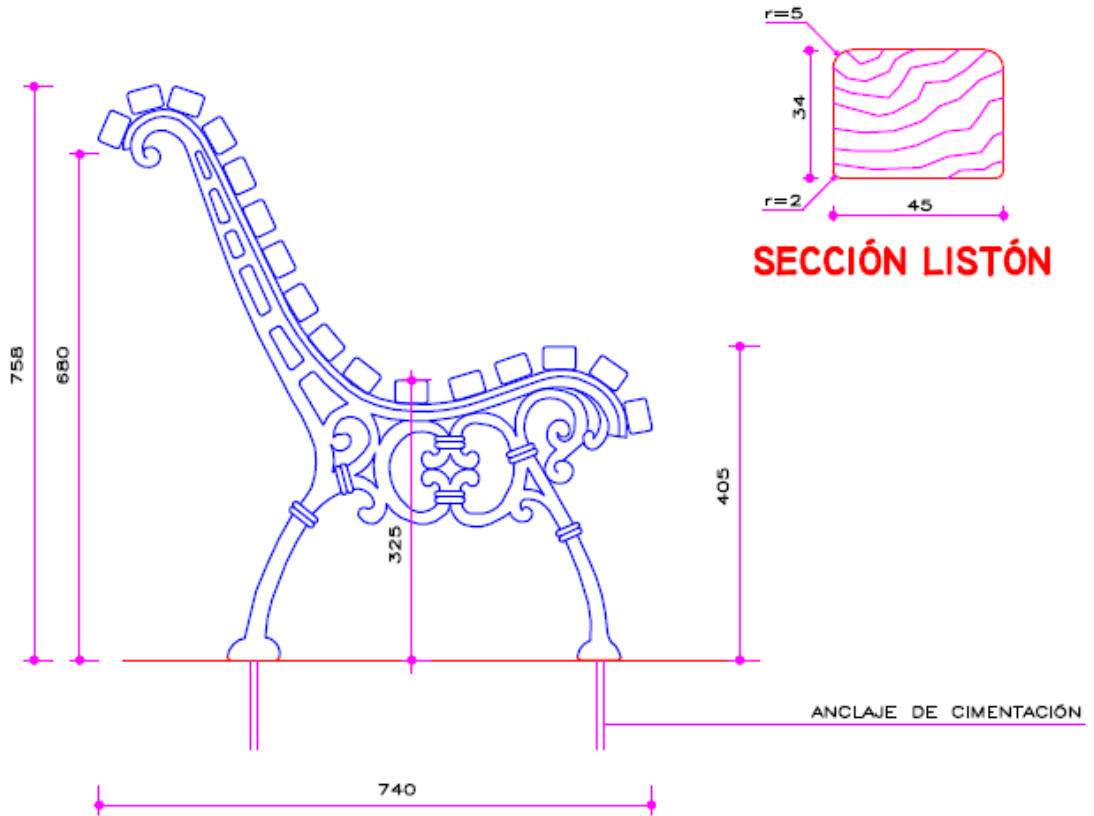 r=5
34
r=2
45
SECCIÓN LISTÓN
758
680
325
405
ANCLAJE DE CIMENTACIÓN
740